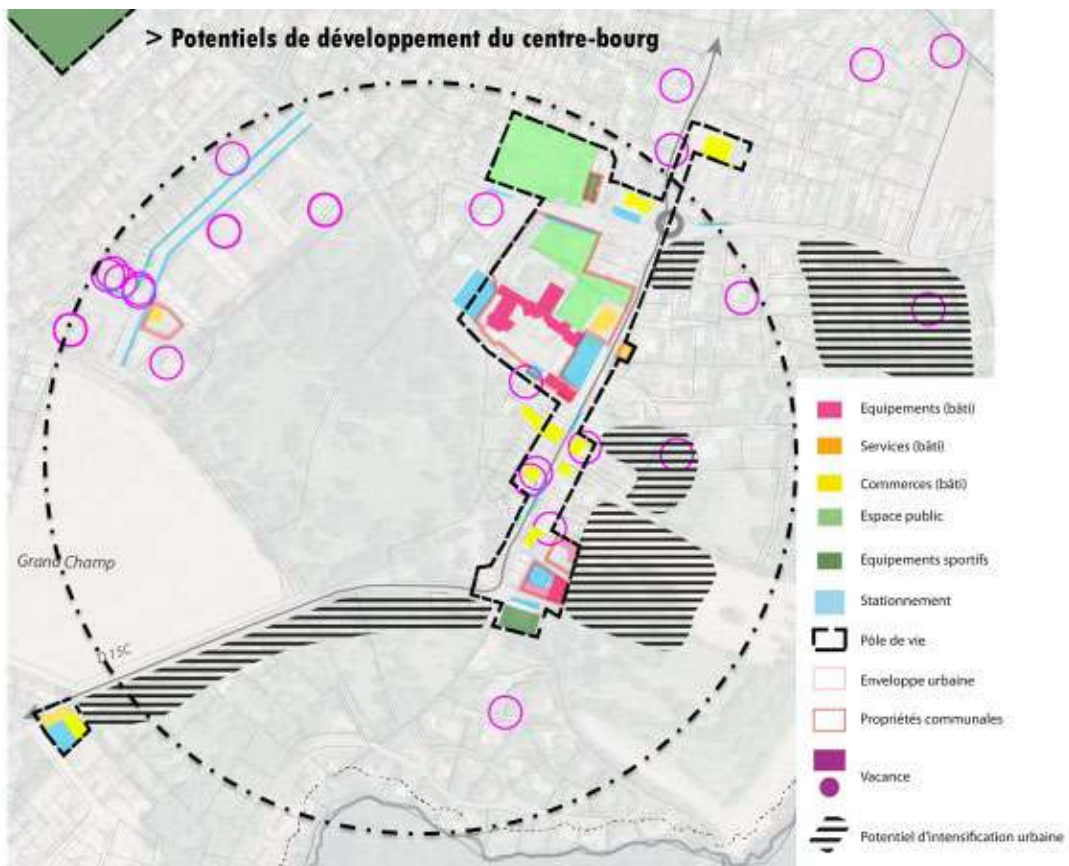 > Potentiels de développement du centre-bourg
Equipements (bâti)
Services (bâti)
Commerces (bâti)
Espace public
Equipements sportifs
Stationnement
Pôle de vie
Enveloppe urbaine
Propriétés communales
Vacance
Potentiel d'intensification urbaine
Grand Champ
D 15C